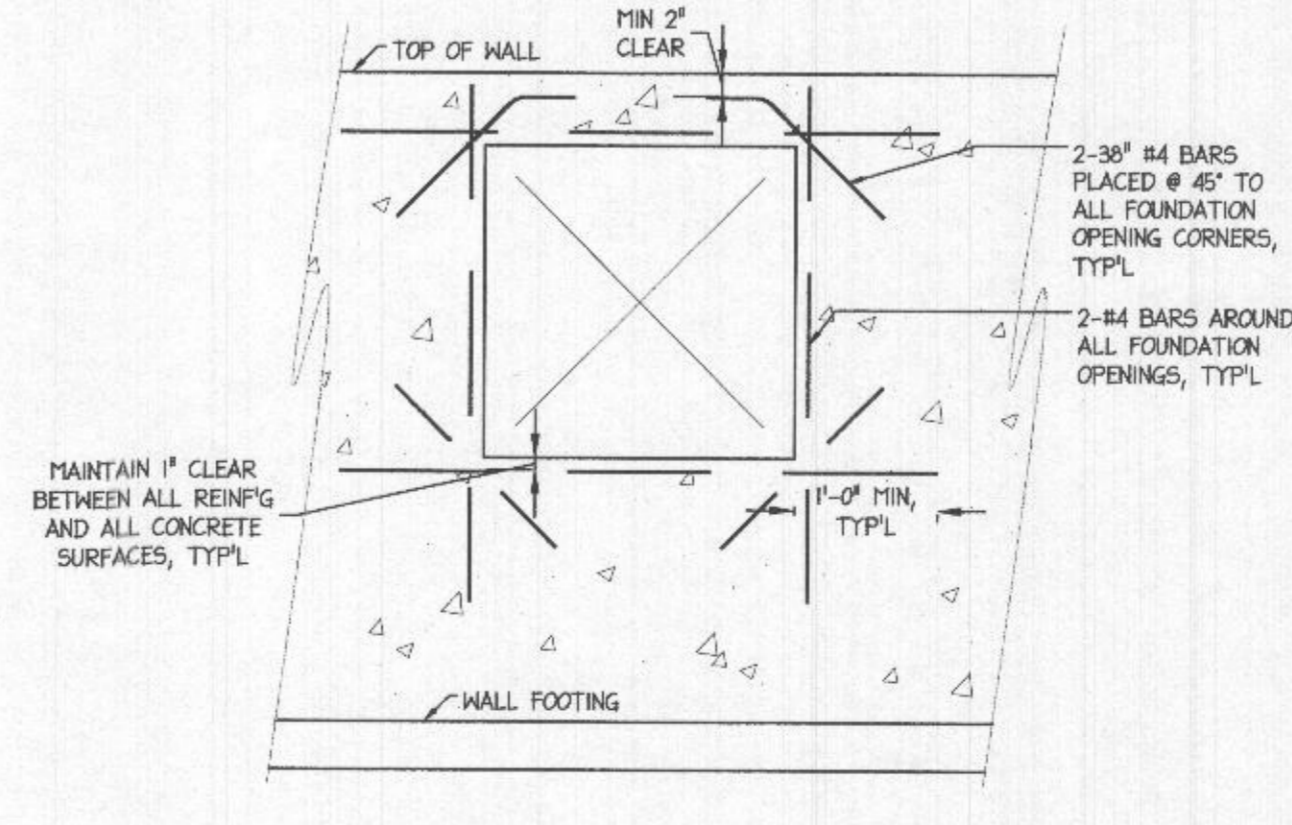 MIN 2"
CLEAR
TOP OF WALL
2-38" #4 BARS
PLACED @ 45° TO
ALL FOUNDATION
OPENING CORNERS,
TYP'L
2-#4 BARS AROUND
ALL FOUNDATION
OPENINGS, TYP'L
MAINTAIN 1" CLEAR
BETWEEN ALL REINF'G
AND ALL CONCRETE
SURFACES, TYP'L
1'-0" MIN,
TYP'L
WALL FOOTING